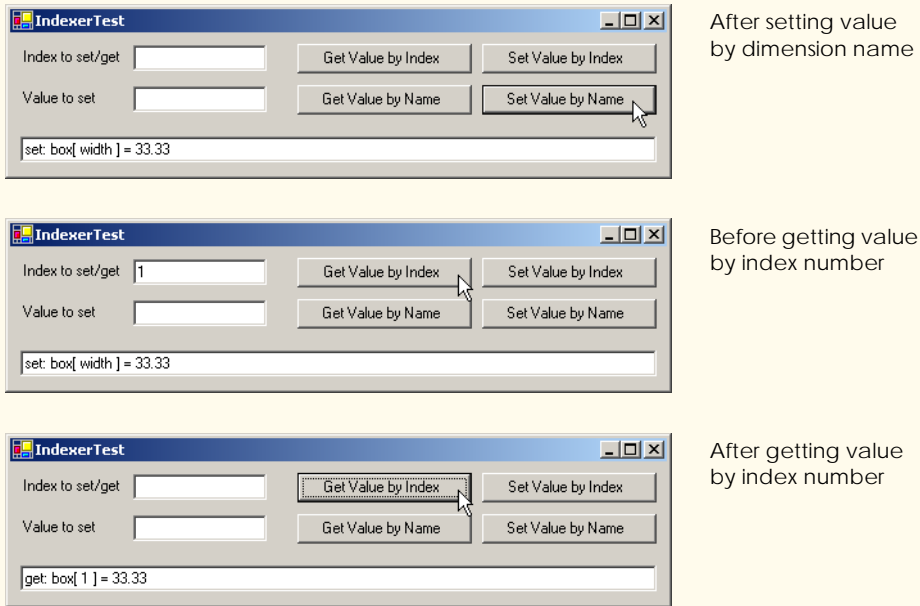 IndexerTest
Index to set/get
Get Value by Index
Set Value by Index
Value to set
Get Value by Name
Set Value by Name
set: box[ width ] = 33.33
After setting value
by dimension name
IndexerTest
Index to set/get
1
Get Value by Index
Set Value by Index
Value to set
Get Value by Name
Set Value by Name
set: box[ width ] = 33.33
Before getting value
by index number
IndexerTest
Index to set/get
Get Value by Index
Set Value by Index
Value to set
Get Value by Name
Set Value by Name
get: box[ 1 ] = 33.33
After getting value
by index number